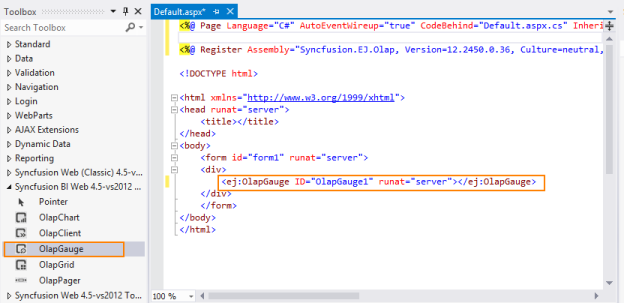 Toolbox
Search Toolbox
Standard
Data
Validation
Navigation
Login
WebParts
AJAX Extensions
Dynamic Data
Reporting
Syncfusion Web (Classic) 4.5-v...
Syncfusion BI Web 4.5-vs2012 ...
Pointer
OlapChart
OlapClient
OlapGauge
OlapGrid
OlapPager
Syncfusion Web 4.5-vs2012 To...
Default.aspx*
<%@ Page Language="C#" AutoEventWireup="true" CodeBehind="Default.aspx.cs" Inheri
<%@ Register Assembly="Syncfusion.EJ.Olap, Version=12.2450.0.36, Culture=neutral,
<!DOCTYPE html>
<html xmlns="http://www.w3.org/1999/xhtml">
<head runat="server">
<title></title>
</head>
<body>
<form id="form1" runat="server">
<div>
<ej:OlapGauge ID="OlapGauge1" runat="server"></ej:OlapGauge>
</div>
</form>
</body>
</html>
100 %